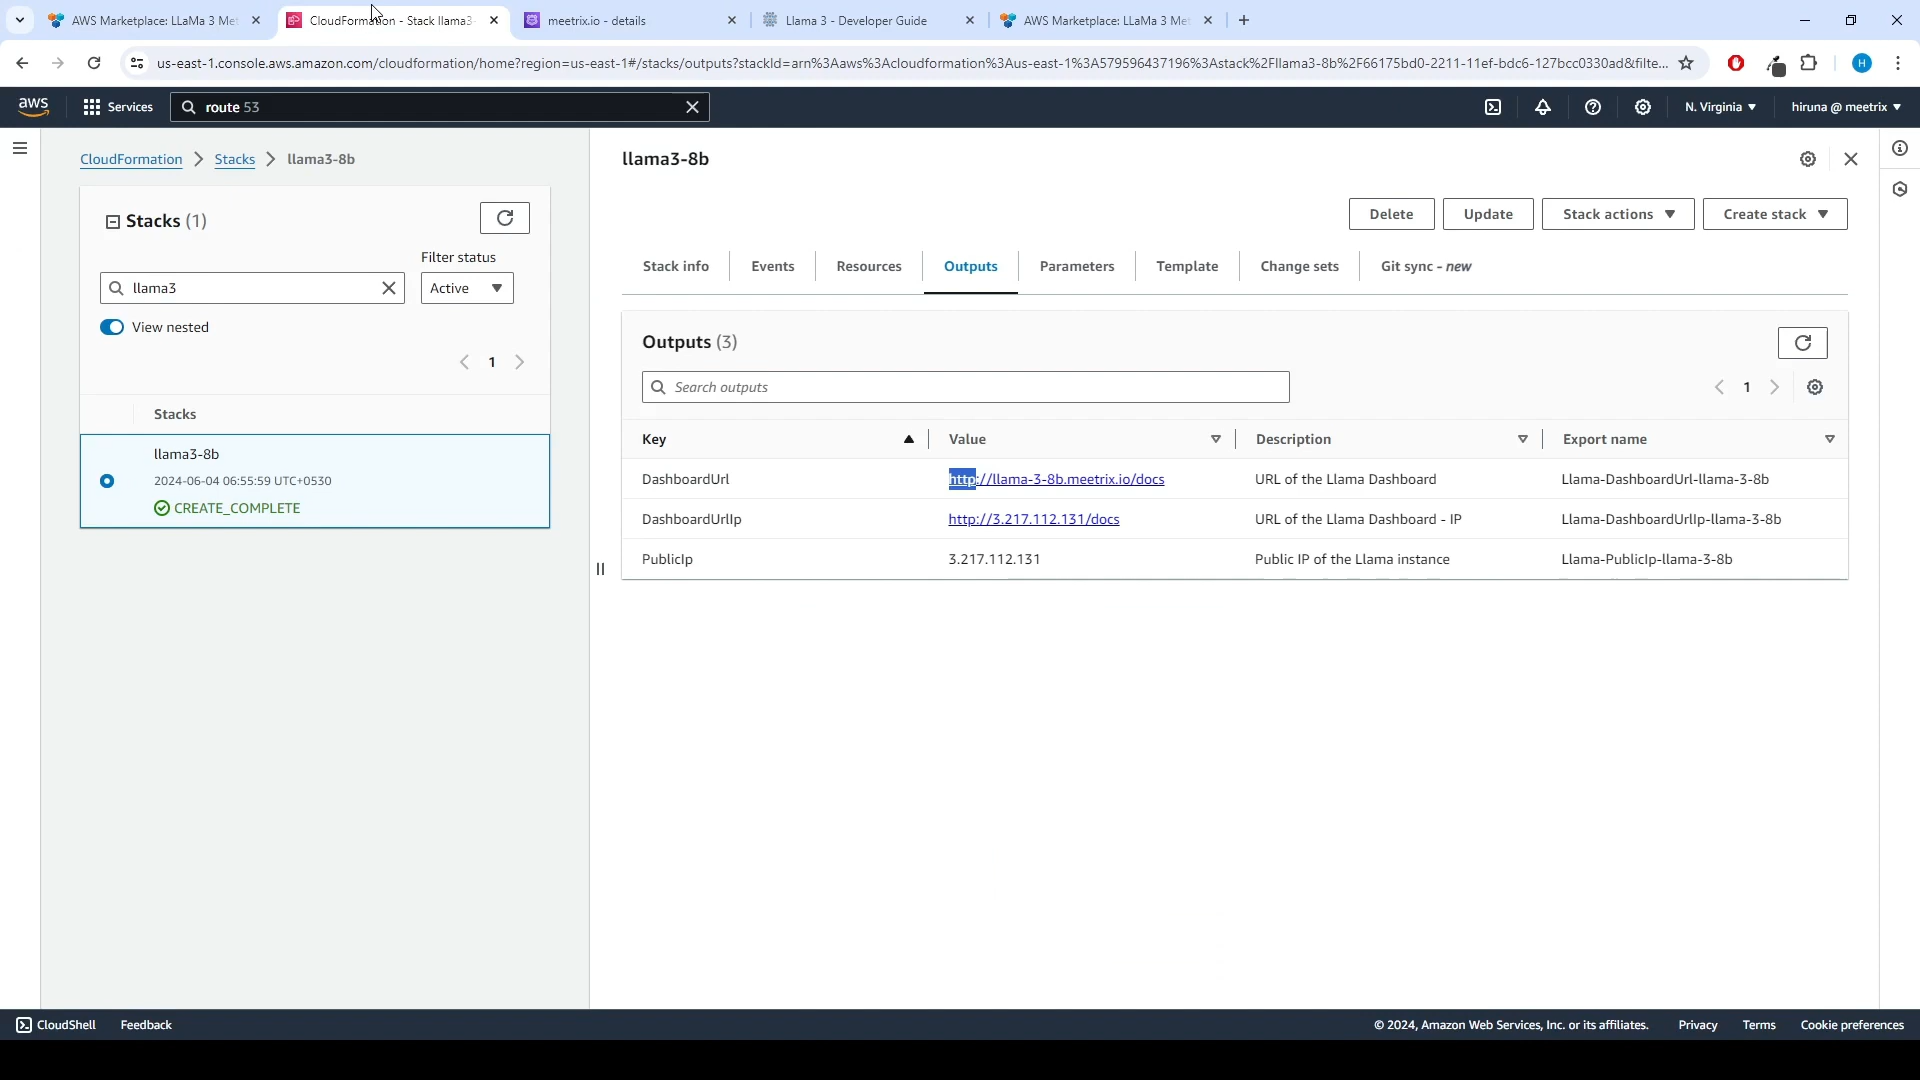 AWS Marketplace: LLaMa 3 Met
CloudFormation - Stack llama3-
meetrix.io - details
Llama 3 - Developer Guide
AWS Marketplace: LLaMa 3 Met
us-east-1.console.aws.amazon.com/cloudformation/home?region=us-east-1#/stacks/outputs?stackId=arn%3Aaws%3Acloudformation%3Aus-east-1%3A579596437196%3Astack%2Fllama3-8b%2F66175bd0-2211-11ef-bdc6-127bcc0330ad&filte...
H
aws
Services
route 53
N. Virginia
hiruna @ meetrix
CloudFormation
Stacks
llama3-8b
Stacks (1)
Filter status
llama3
Active
View nested
1
Stacks
llama3-8b
2024-06-04 06:55:59 UTC+0530
CREATE_COMPLETE
llama3-8b
Delete
Update
Stack actions
Create stack
Stack info
Events
Resources
Outputs
Parameters
Template
Change sets
Git sync - new
Outputs (3)
Search outputs
1
Key
Value
Description
Export name
DashboardUrl
http://llama-3-8b.meetrix.io/docs
URL of the Llama Dashboard
Llama-DashboardUrl-llama-3-8b
DashboardUrlIp
http://3.217.112.131/docs
URL of the Llama Dashboard - IP
Llama-DashboardUrlIp-llama-3-8b
PublicIp
3.217.112.131
Public IP of the Llama instance
Llama-PublicIp-llama-3-8b
CloudShell
Feedback
© 2024, Amazon Web Services, Inc. or its affiliates.
Privacy
Terms
Cookie preferences